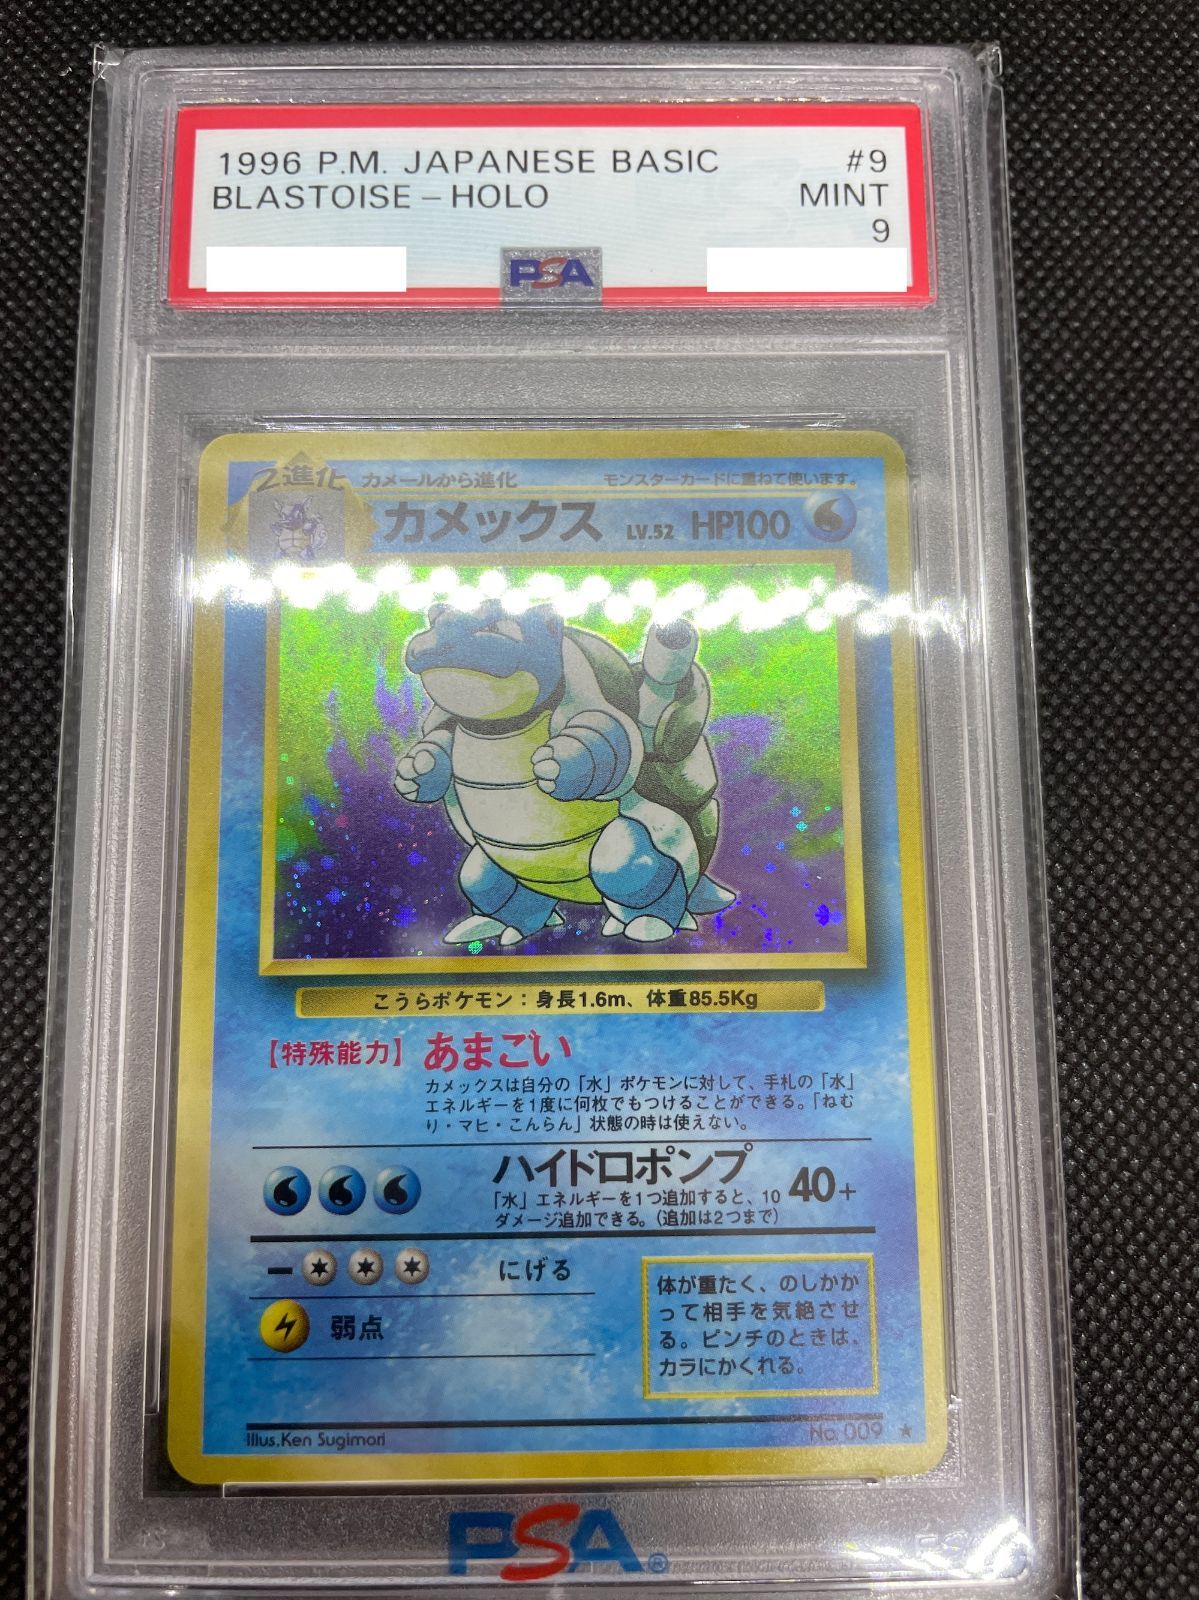 1996 P.M. JAPANESE BASIC #9
BLASTOISE - HOLO MINT
9
PSA
2進化 カメールから進化 モンスターカードに重ねて使います。
カメックス LV.52 HP100
こうらポケモン：身長1.6m、体重85.5Kg
【特殊能力】あまごい
カメックスは自分の「水」ポケモンに対して、手札の「水」
エネルギーを1度に何枚でもつけることができる。「ねむ
り・マヒ・こんらん」状態の時は使えない。
ハイドロポンプ 40+
「水」エネルギーを1つ追加すると、10
ダメージ追加できる。(追加は2つまで)
にげる
弱点
体が重たく、のしかか
って相手を気絶させ
る。ピンチのときは、
カラにかくれる。
Illus.Ken Sugimori No.009 ★
PSA®